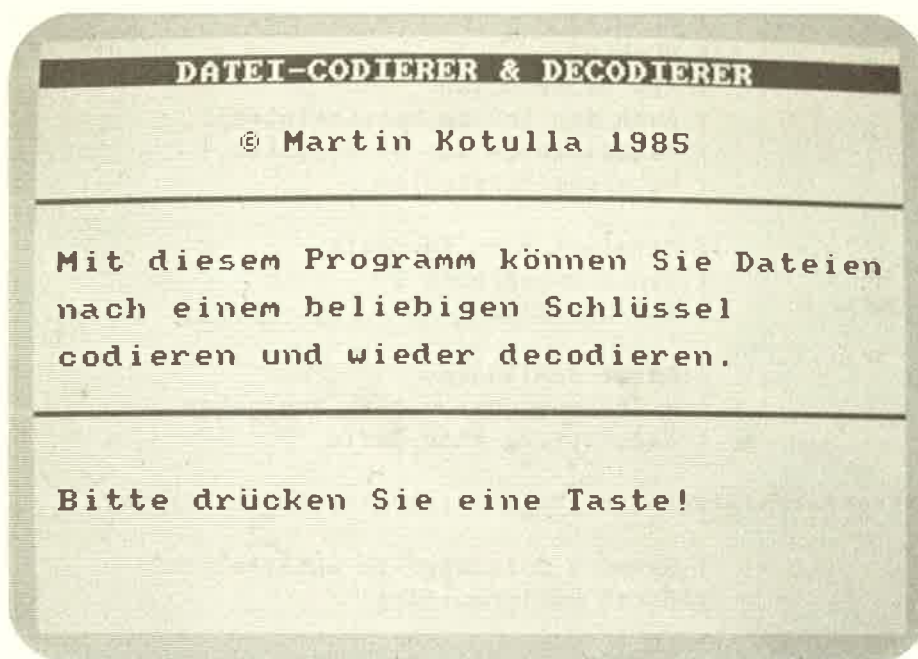 DATEI-CODIERER & DECODIERER
© Martin Kotulla 1985
Mit diesem Programm können Sie Dateien
nach einem beliebigen Schlüssel
codieren und wieder decodieren.
Bitte drücken Sie eine Taste!